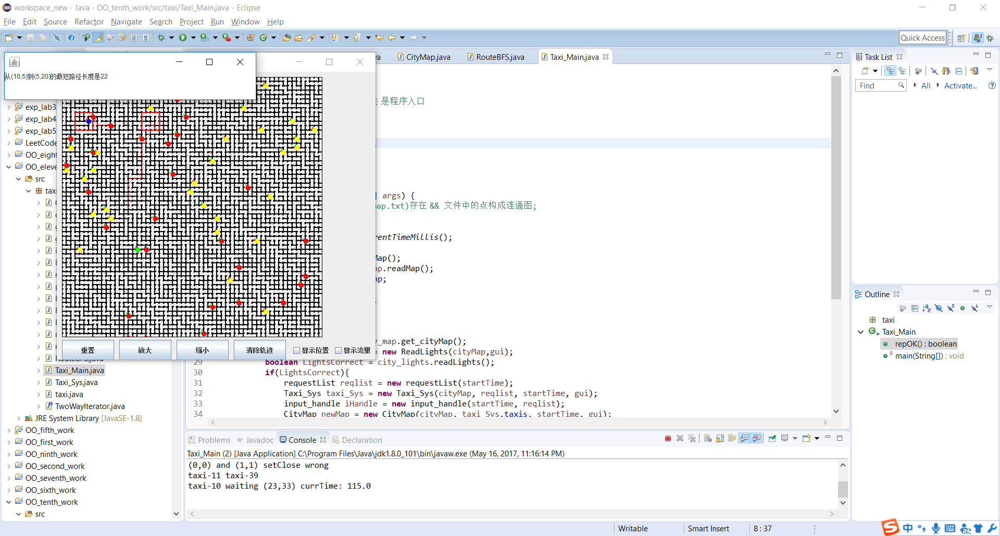 workspace_new - Java - OO_tenth_work/src/taxi/Taxi_Main.java - Eclipse
File Edit Source Refactor Navigate Search Project Run Window Help
Quick Access
从(10,5)到(5,20)的最短路径长度是22
CityMap.java RouteBFS.java Taxi_Main.java
exp_lab3
exp_lab4
exp_lab5
LeetCode
OO_eight
OO_eleve
src
taxi
Taxi_Main.java
Taxi_Sys.java
taxi.java
TwoWayIterator.java
JRE System Library [JavaSE-1.8]
OO_fifth_work
OO_first_work
OO_ninth_work
OO_second_work
OO_seventh_work
OO_sixth_work
OO_tenth_work
src
重置 放大 缩小 清除轨迹 显示位置 显示流量
是程序入口
args) {
map.txt)存在 && 文件中的点构成连通图;
rentTimeMillis();
Map();
ap.readMap();
ap;
y_map.get_cityMap();
= new ReadLights(cityMap,gui);
29 boolean LightsCorrect = city_lights.readLights();
30 if(LightsCorrect){
31 requestList reqlist = new requestList(startTime);
32 Taxi_Sys taxi_Sys = new Taxi_Sys(cityMap, reqlist, startTime, gui);
33 input_handle iHandle = new input_handle(startTime, reqlist);
34 CityMap newMap = new CityMap(cityMap, taxi_Sys.taxis, startTime, gui);
Problems Javadoc Console Declaration
Taxi_Main (2) [Java Application] C:\Program Files\Java\jdk1.8.0_101\bin\javaw.exe (May 16, 2017, 11:16:14 PM)
(0,0) and (1,1) setClose wrong
taxi-11 taxi-39
taxi-10 waiting (23,33) currTime: 115.0
Task List
Find All Activate...
Outline
taxi
Taxi_Main
repOK() : boolean
main(String[]) : void
Writable Smart Insert 8 : 37
中